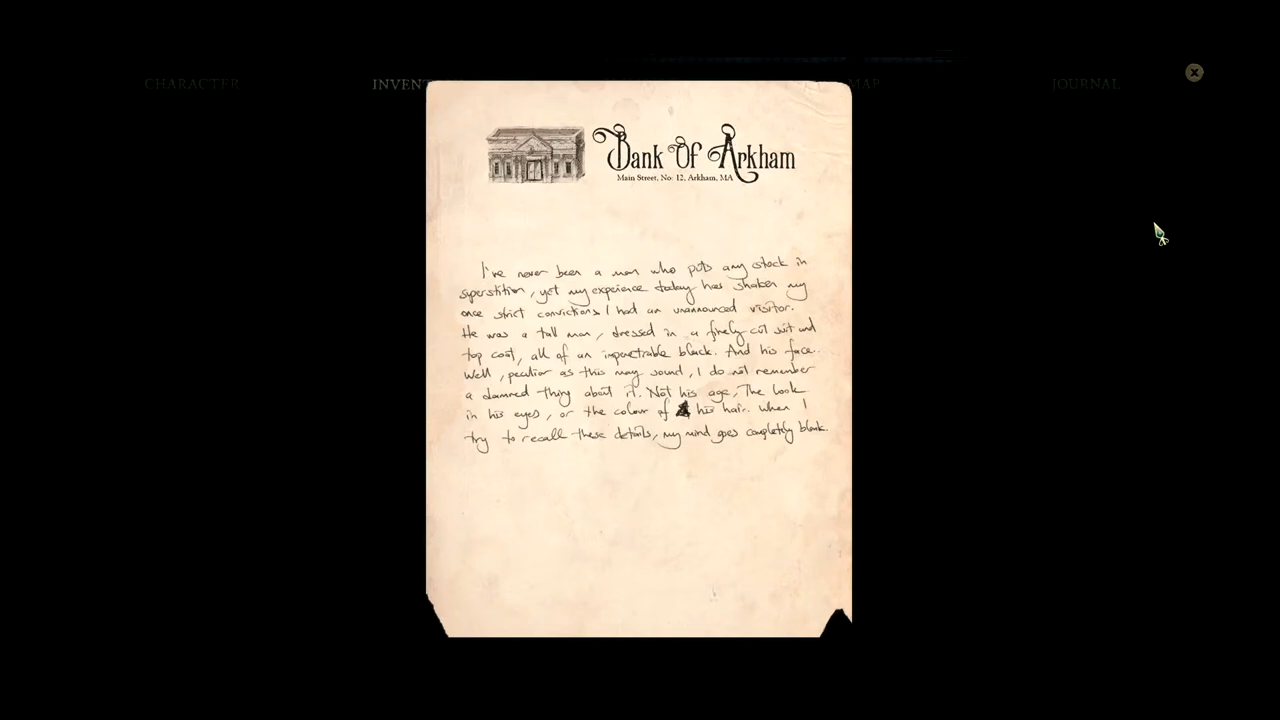 CHARACTER INVENT MAP JOURNAL
Bank Of Arkham
Main Street, No: 12, Arkham, MA
I've never been a man who puts any stock in
superstition, yet my experience today has shaken my
once strict convictions. I had an unannounced visitor.
He was a tall man, dressed in a finely cut suit and
top coat, all of an impenetrable black. And his face..
Well, peculiar as this may sound, I do not remember
a damned thing about it. Not his age, The look
in his eyes, or the colour of his hair. When I
try to recall these details, my mind goes completely blank.